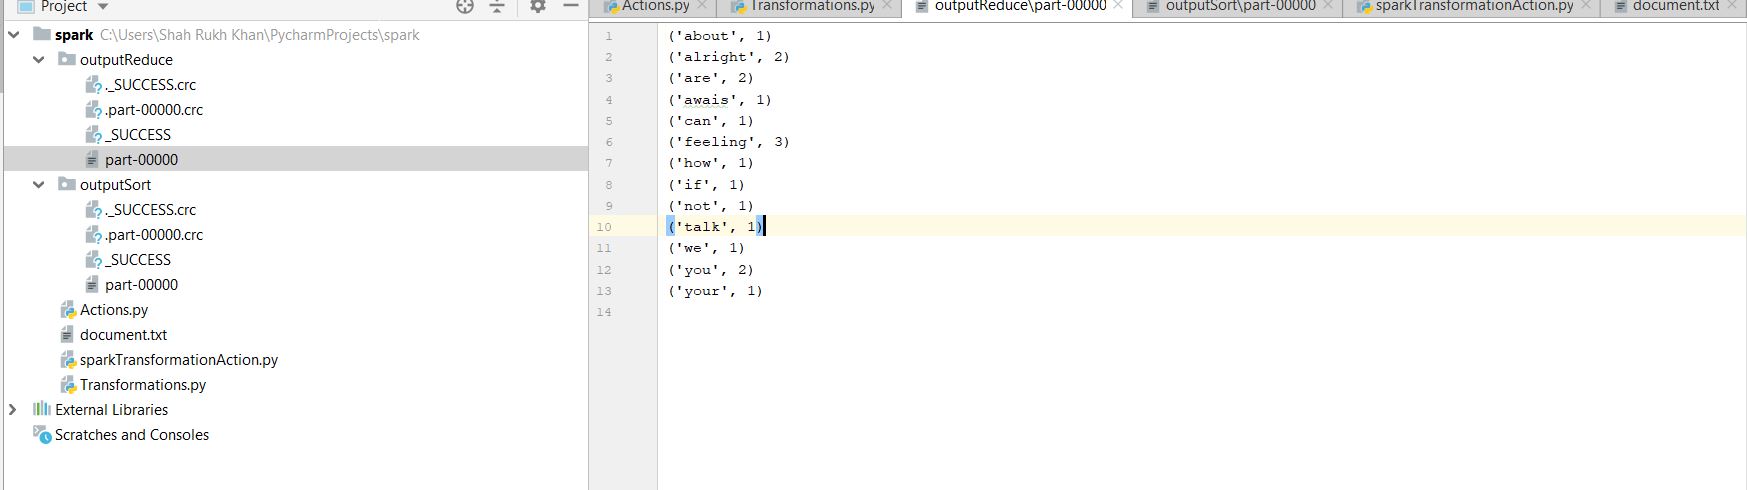 Project
spark C:\Users\Shah Rukh Khan\PycharmProjects\spark
outputReduce
._SUCCESS.crc
.part-00000.crc
_SUCCESS
part-00000
outputSort
._SUCCESS.crc
.part-00000.crc
_SUCCESS
part-00000
Actions.py
document.txt
sparkTransformationAction.py
Transformations.py
External Libraries
Scratches and Consoles
Actions.py Transformations.py outputReduce\part-00000 outputSort\part-00000 sparkTransformationAction.py document.txt
1 ('about', 1)
2 ('alright', 2)
3 ('are', 2)
4 ('awais', 1)
5 ('can', 1)
6 ('feeling', 3)
7 ('how', 1)
8 ('if', 1)
9 ('not', 1)
10 ('talk', 1)
11 ('we', 1)
12 ('you', 2)
13 ('your', 1)
14